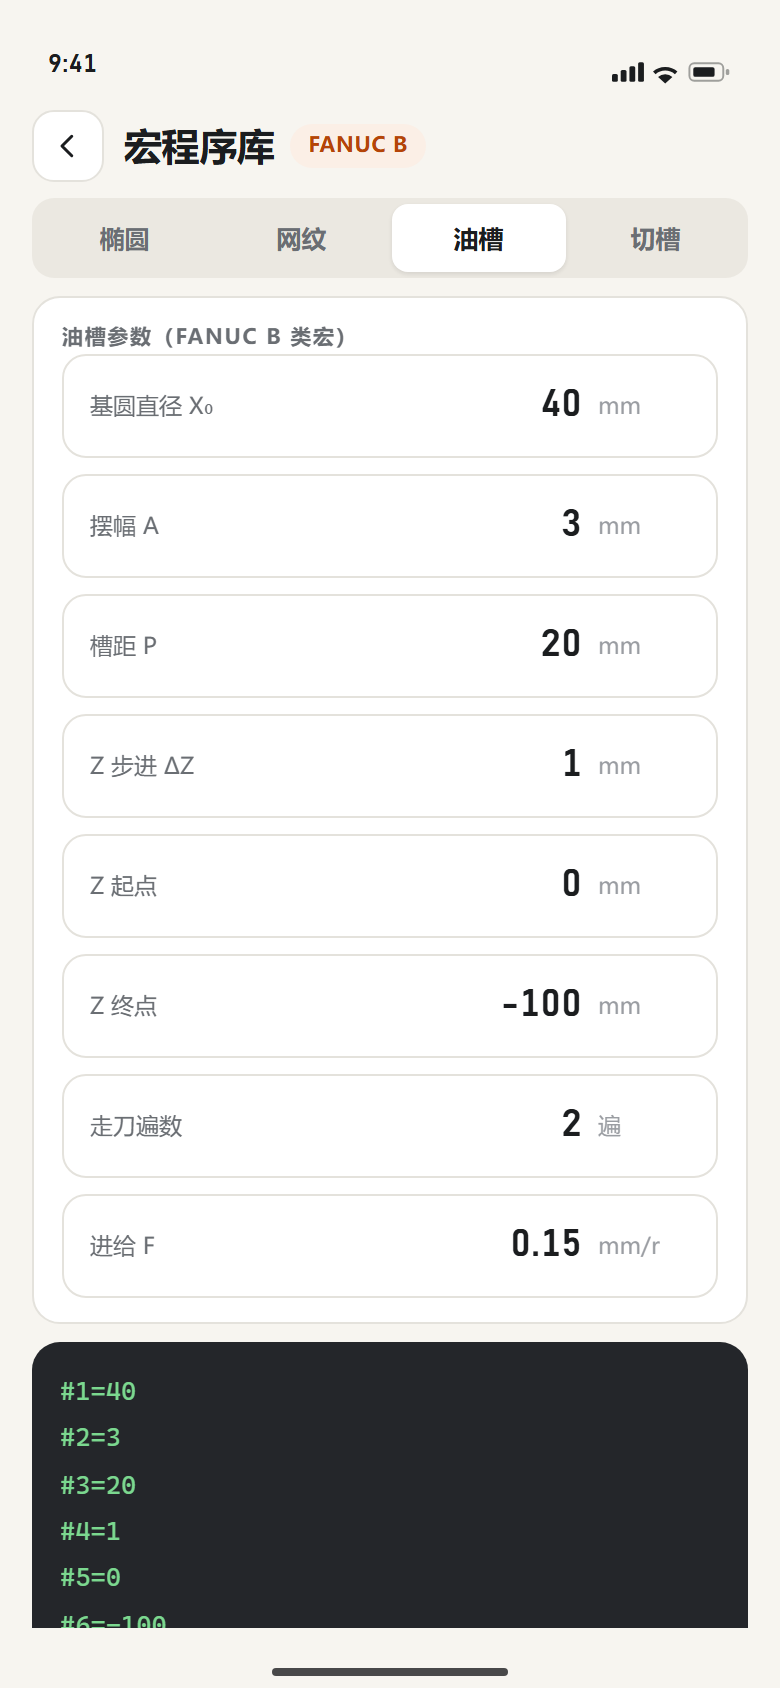 9:41
宏程序库 FANUC B
椭圆 网纹 油槽 切槽
油槽参数（FANUC B 类宏）
基圆直径 X₀ 40 mm
摆幅 A 3 mm
槽距 P 20 mm
Z 步进 ΔZ 1 mm
Z 起点 0 mm
Z 终点 -100 mm
走刀遍数 2 遍
进给 F 0.15 mm/r
#1=40
#2=3
#3=20
#4=1
#5=0
#6=-100